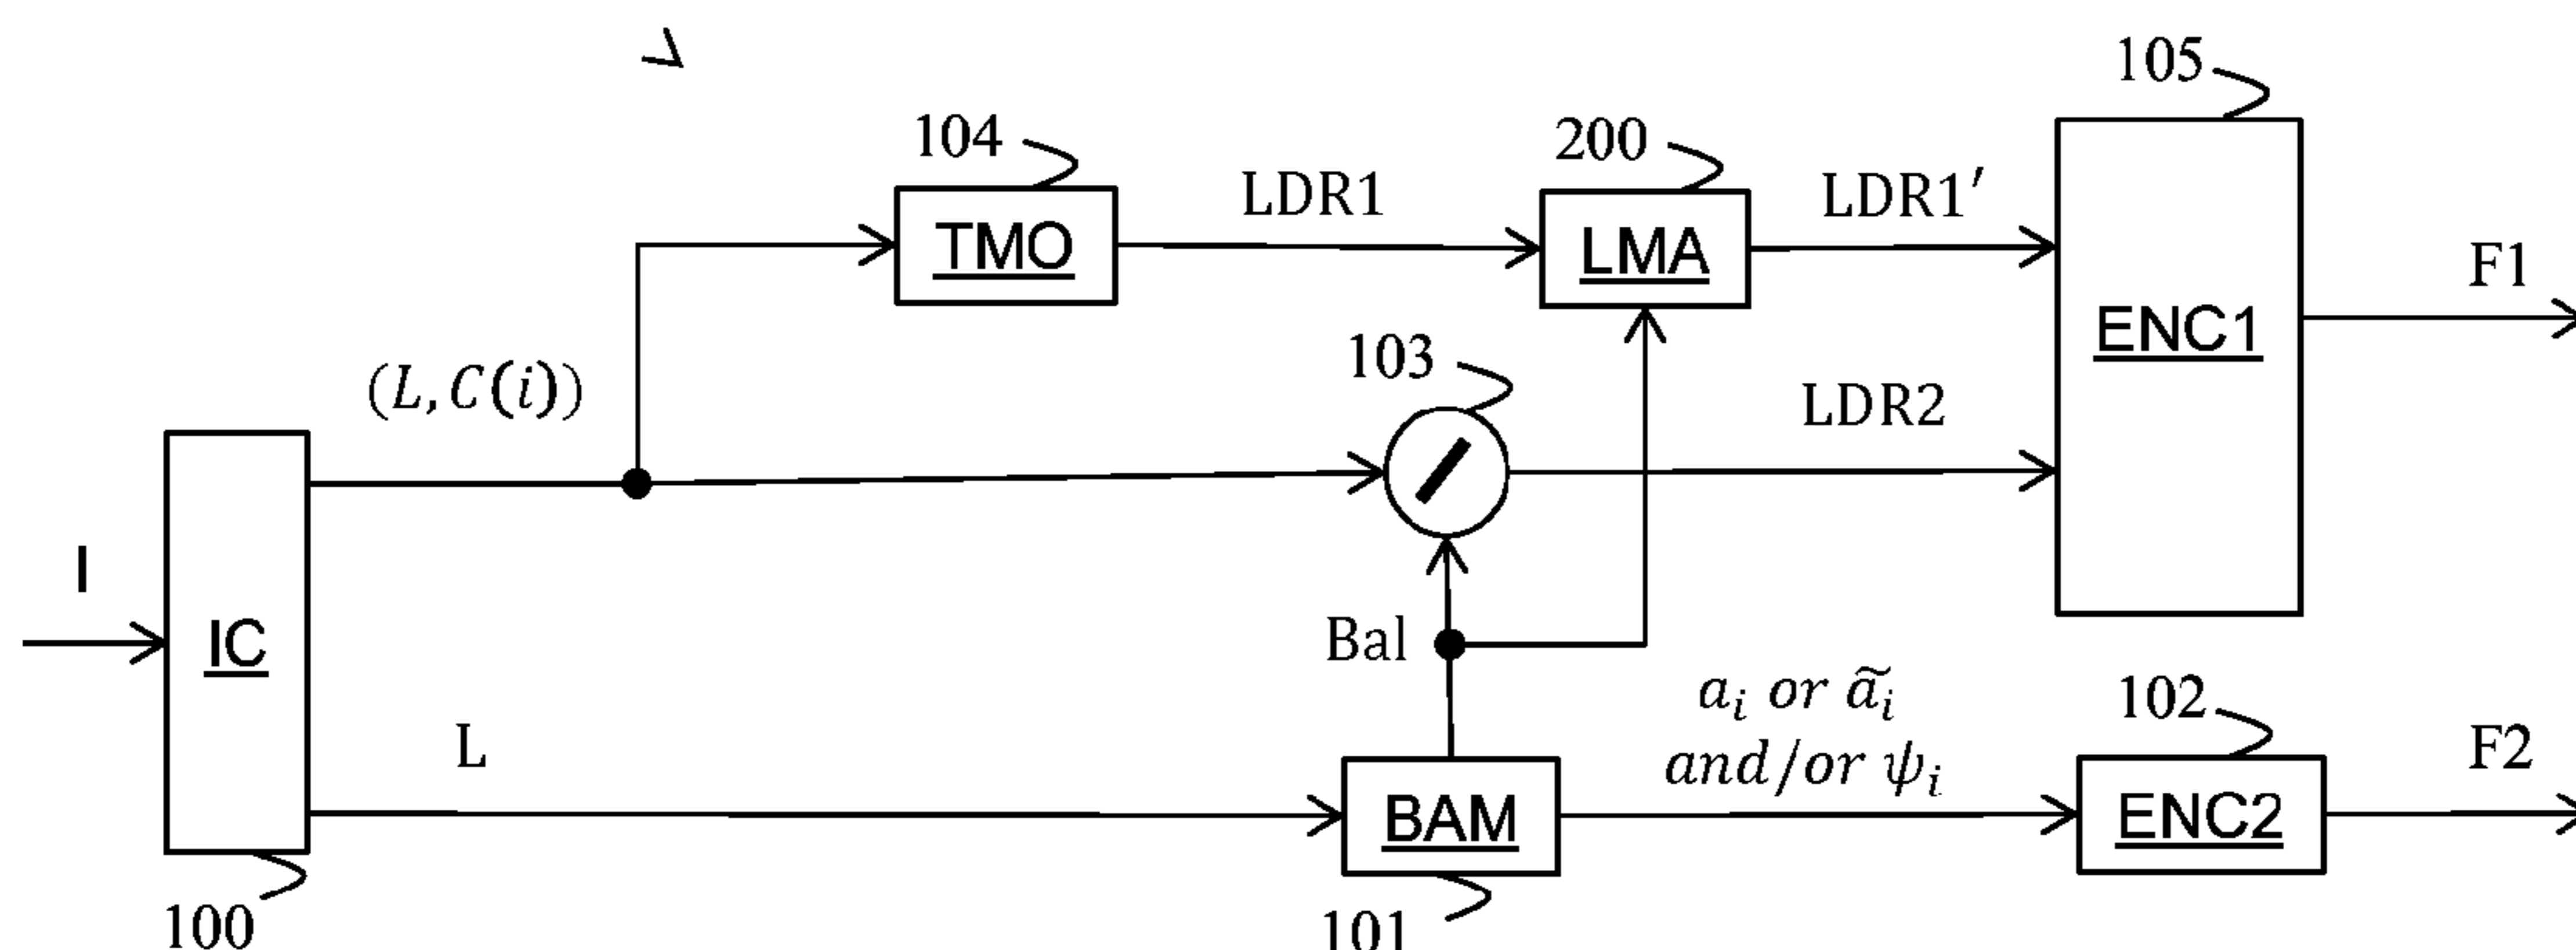 105
104
200
LDR1
LDR1′
TMO
LMA
F1
ENC1
103
(L, C(i))
LDR2
I
IC
Bal
a_i or ã_i
and/or ψ_i
102
L
F2
BAM
ENC2
100
101